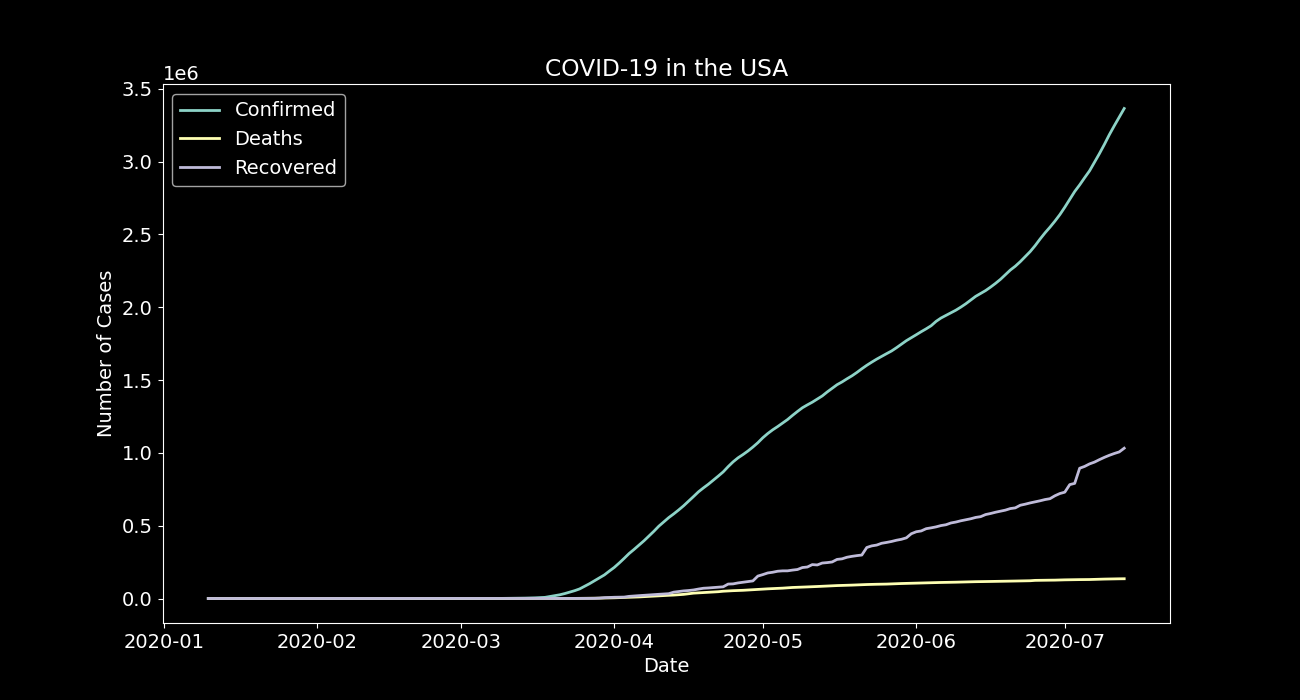 COVID-19 in the USA
1e6
3.5
Confirmed
Deaths
Recovered
3.0
2.5
2.0
1.5
1.0
0.5
0.0
Number of Cases
2020-01 2020-02 2020-03 2020-04 2020-05 2020-06 2020-07
Date